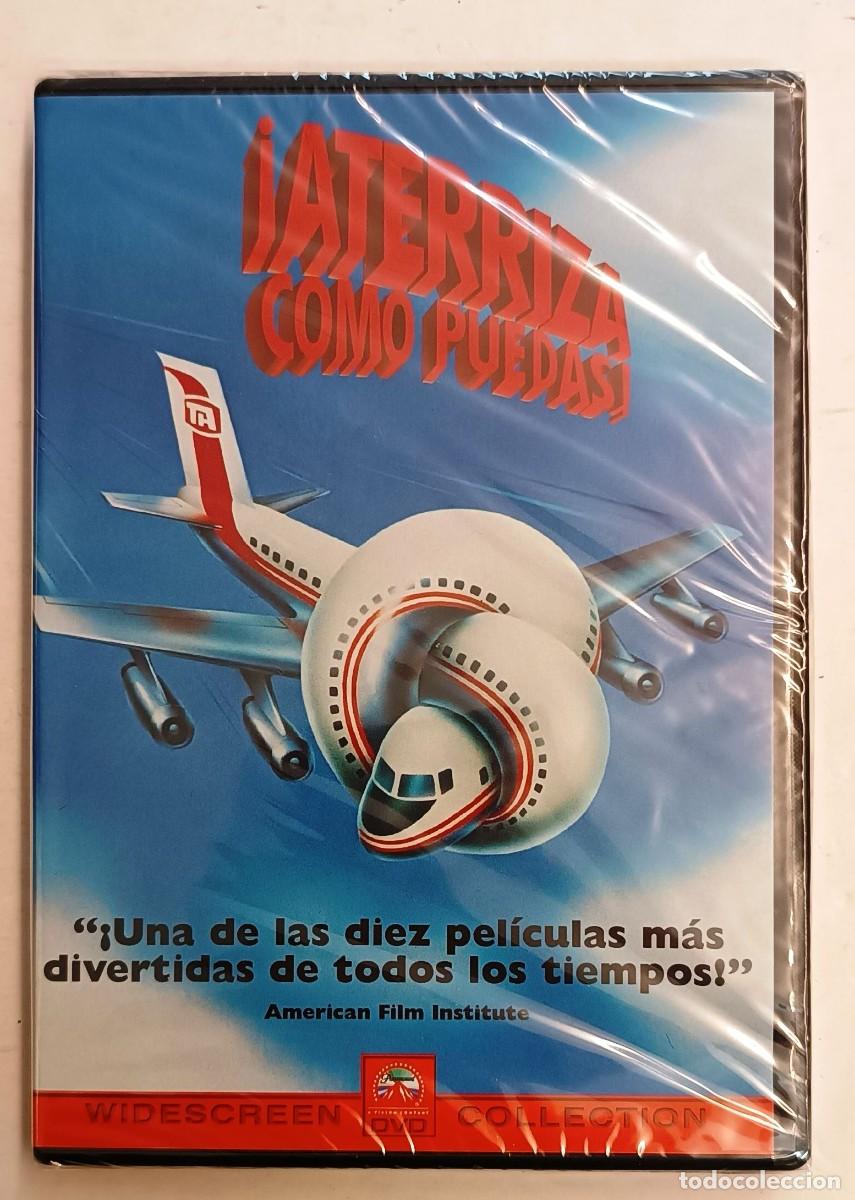 ¡ATERRIZA
COMO PUEDAS!
TA
"¡Una de las diez películas más
divertidas de todos los tiempos!"
American Film Institute
Paramount
DVD
WIDESCREEN COLLECTION
todocoleccion